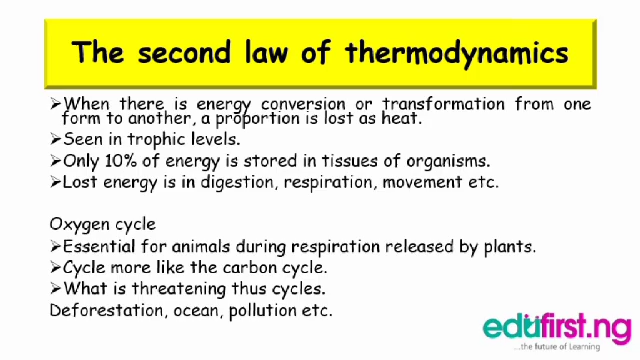 The second law of thermodynamics
➢When there is energy conversion or transformation from one
form to another, a proportion is lost as heat.
➢Seen in trophic levels.
➢Only 10% of energy is stored in tissues of organisms.
➢Lost energy is in digestion, respiration, movement etc.
Oxygen cycle
➢Essential for animals during respiration released by plants.
➢Cycle more like the carbon cycle.
➢What is threatening thus cycles.
Deforestation, ocean, pollution etc.
edufirst.ng
...the future of Learning